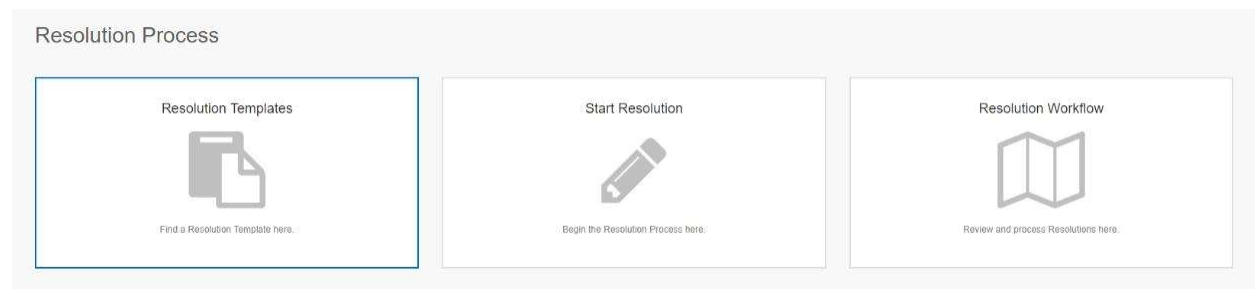 Resolution Process
Resolution Templates
Find a Resolution Template here.
Start Resolution
Begin the Resolution Process here.
Resolution Workflow
Review and process Resolutions here.